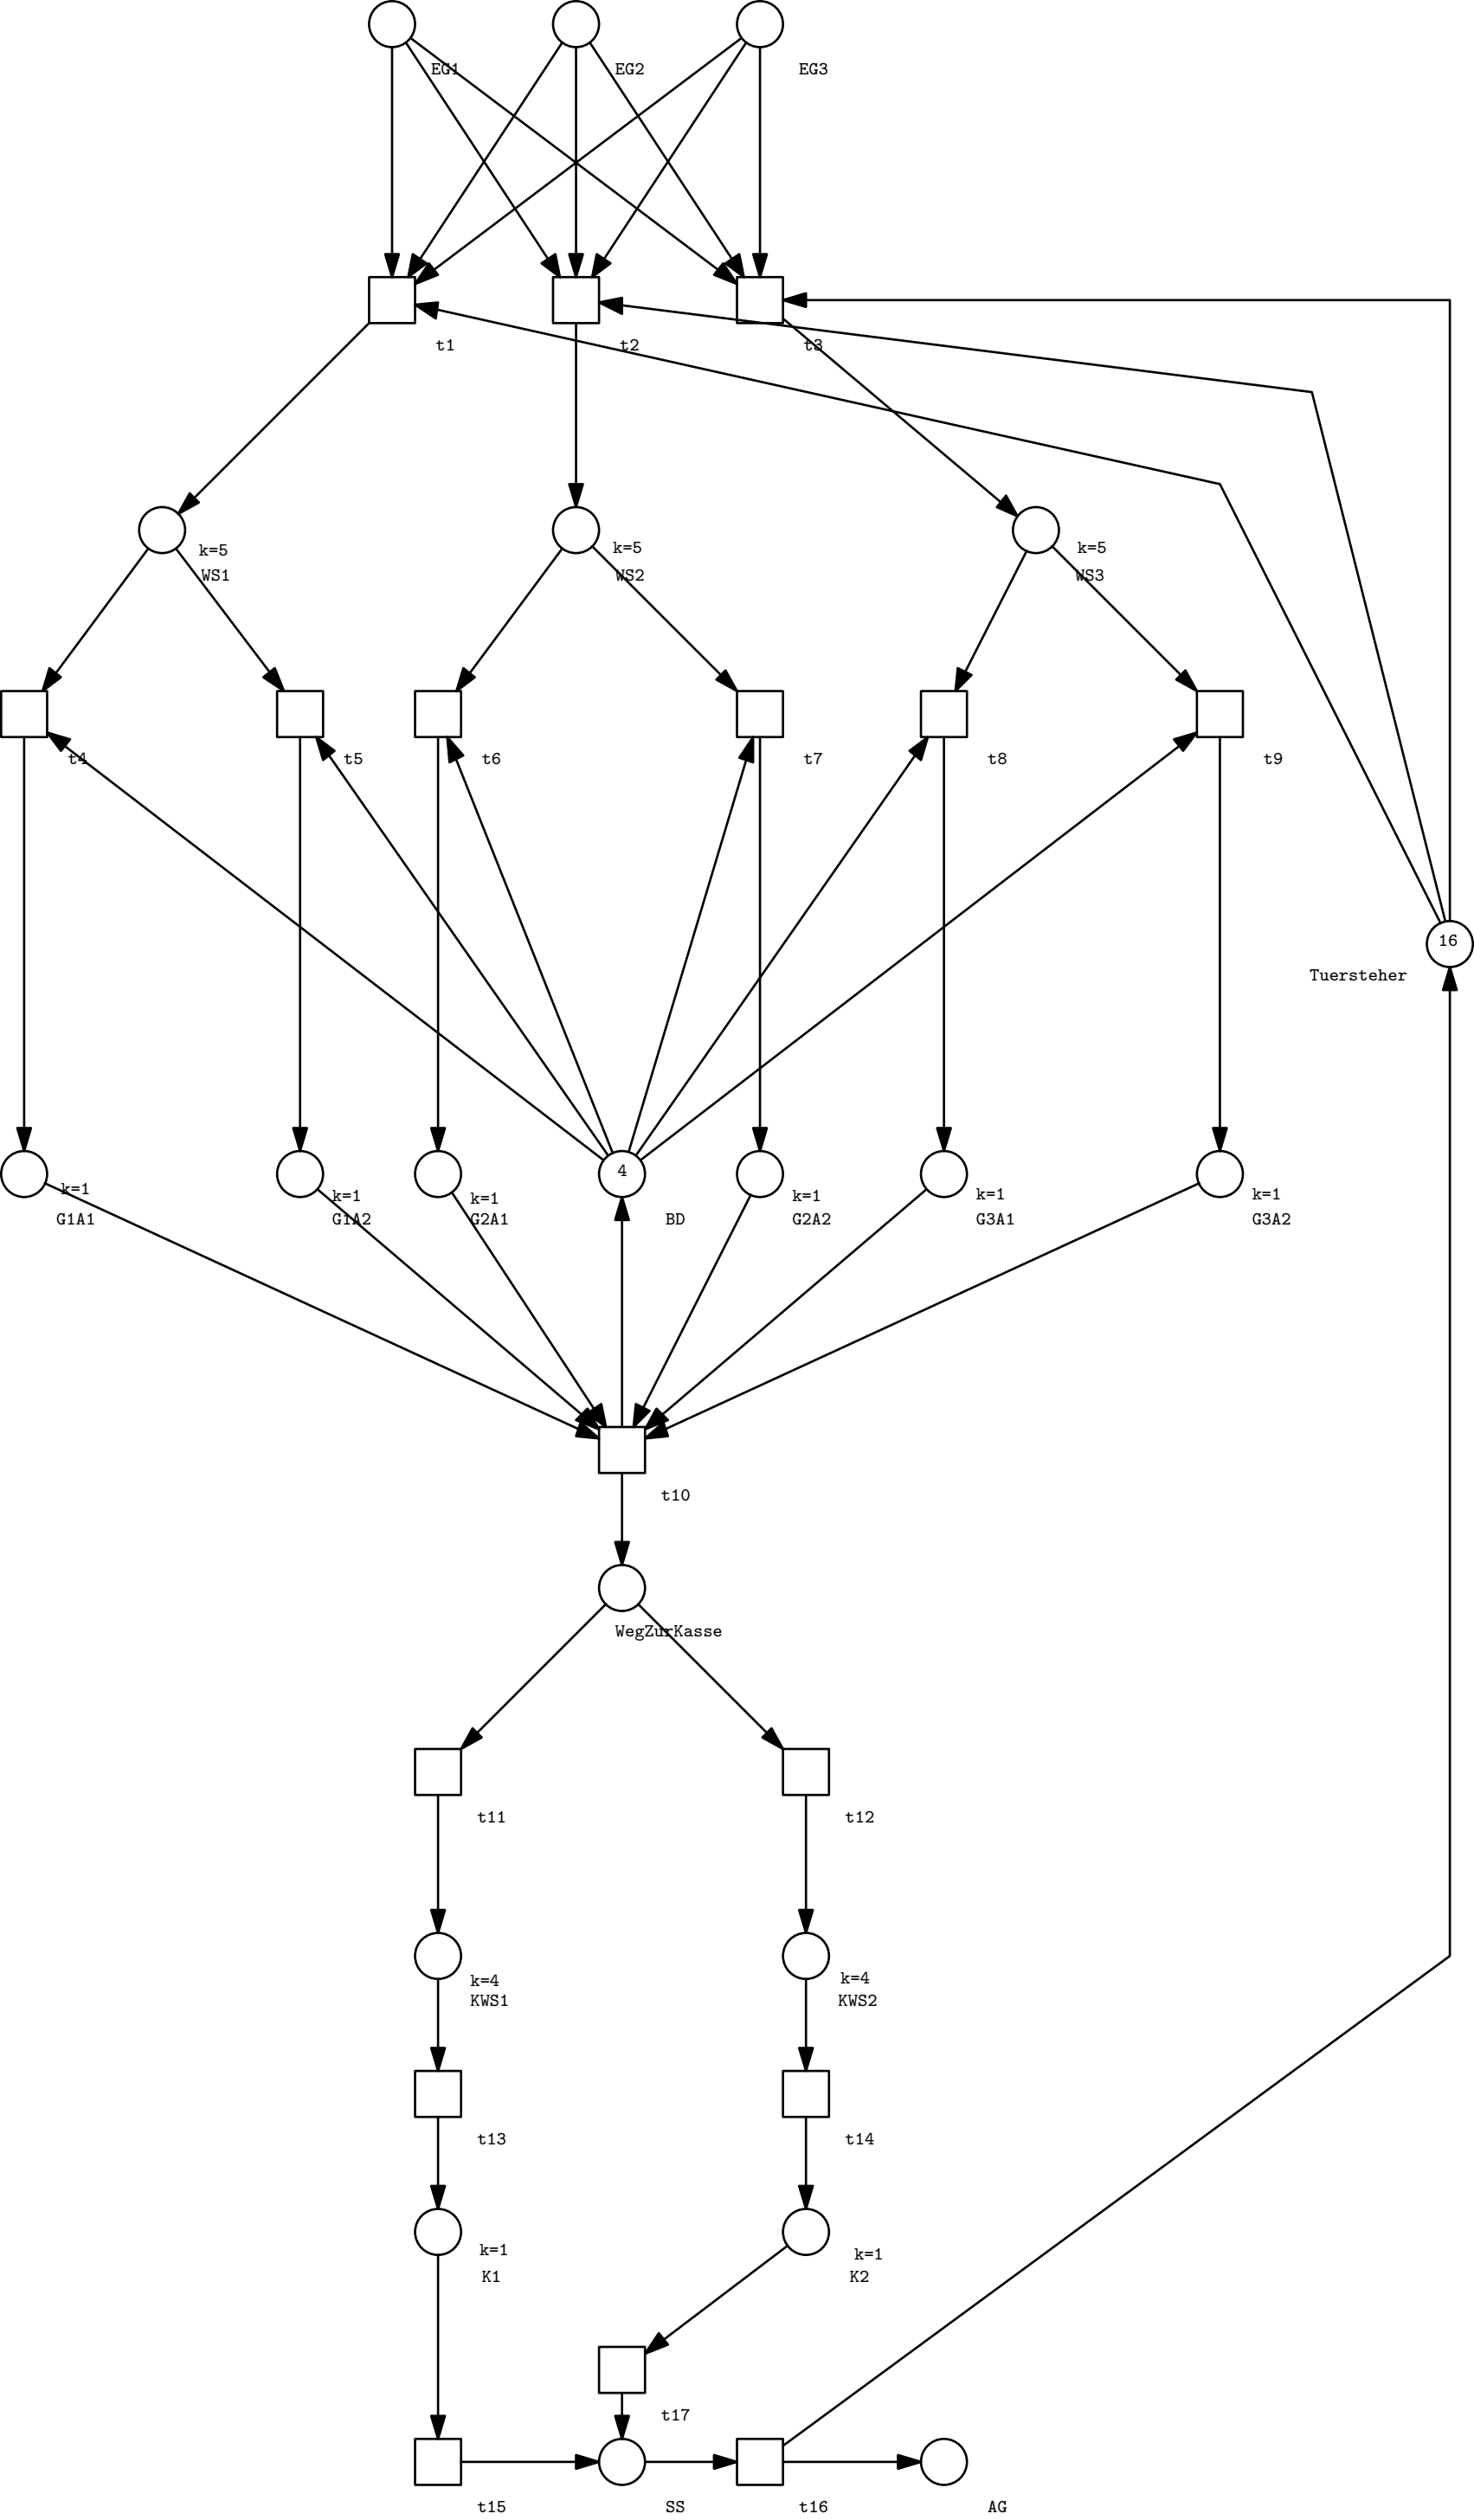 EG1 EG2 EG3
t1 t2 t3
k=5 k=5 k=5
WS1 WS2 WS3
t4 t5 t6 t7 t8 t9
16
Tuersteher
4
k=1 k=1 k=1 k=1 k=1 k=1
G1A1 G1A2 G2A1 BD G2A2 G3A1 G3A2
t10
WegZurKasse
t11 t12
k=4 k=4
KWS1 KWS2
t13 t14
k=1 k=1
K1 K2
t17
t15 SS t16 AG